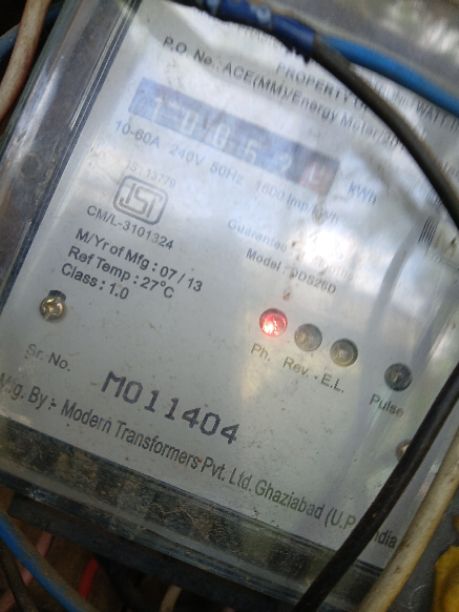 PROPERTY
P.O. No.: ACE(MM)/Energy Meter/
kWh
10-60A 240V 50Hz 1600 Imp/kWh
IS:13779
ISI
CM/L-3101324
Guarantee
M/Yr of Mfg : 07 / 13
Model :
Ref Temp : 27°C
Class : 1.0
Ph. Rev. E.L. Pulse
Sr. No.
M011404
Mfg. By :- Modern Transformers Pvt. Ltd. Ghaziabad (U.P.